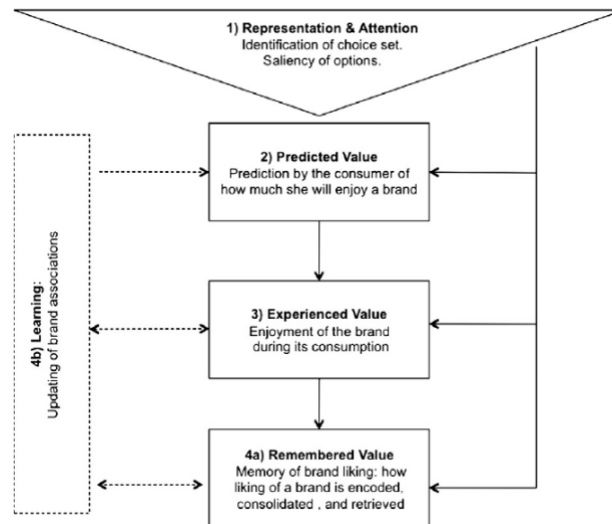 1) Representation & Attention
Identification of choice set.
Saliency of options.
2) Predicted Value
Prediction by the consumer of
how much she will enjoy a brand
3) Experienced Value
Enjoyment of the brand
during its consumption
4b) Learning:
Updating of brand associations
4a) Remembered Value
Memory of brand liking: how
liking of a brand is encoded,
consolidated , and retrieved